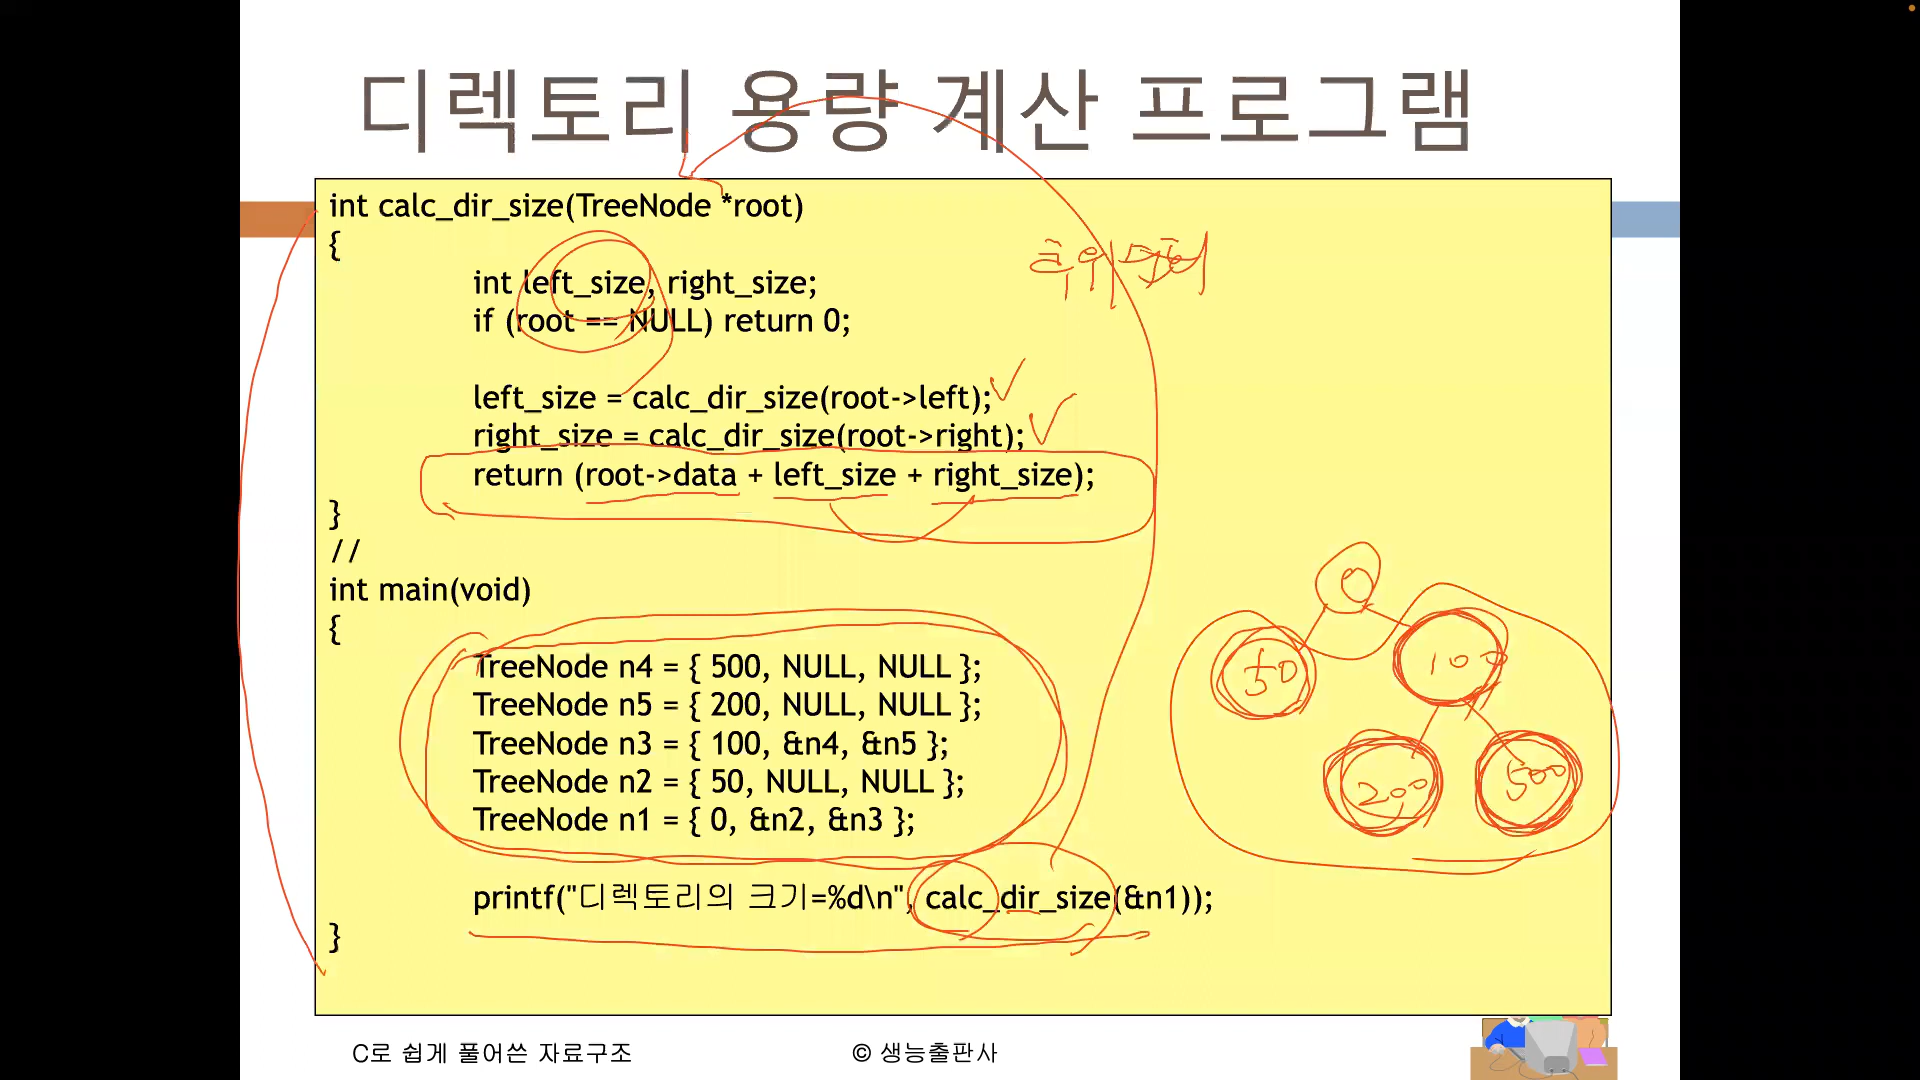 디렉토리 용량 계산 프로그램
int calc_dir_size(TreeNode *root)
{
int left_size, right_size;
if (root == NULL) return 0;
left_size = calc_dir_size(root->left);
right_size = calc_dir_size(root->right);
return (root->data + left_size + right_size);
}
//
int main(void)
{
TreeNode n4 = { 500, NULL, NULL };
TreeNode n5 = { 200, NULL, NULL };
TreeNode n3 = { 100, &n4, &n5 };
TreeNode n2 = { 50, NULL, NULL };
TreeNode n1 = { 0, &n2, &n3 };
printf("디렉토리의 크기=%d\n", calc_dir_size(&n1));
}
0
50
100
200
500
C로 쉽게 풀어쓴 자료구조
© 생능출판사